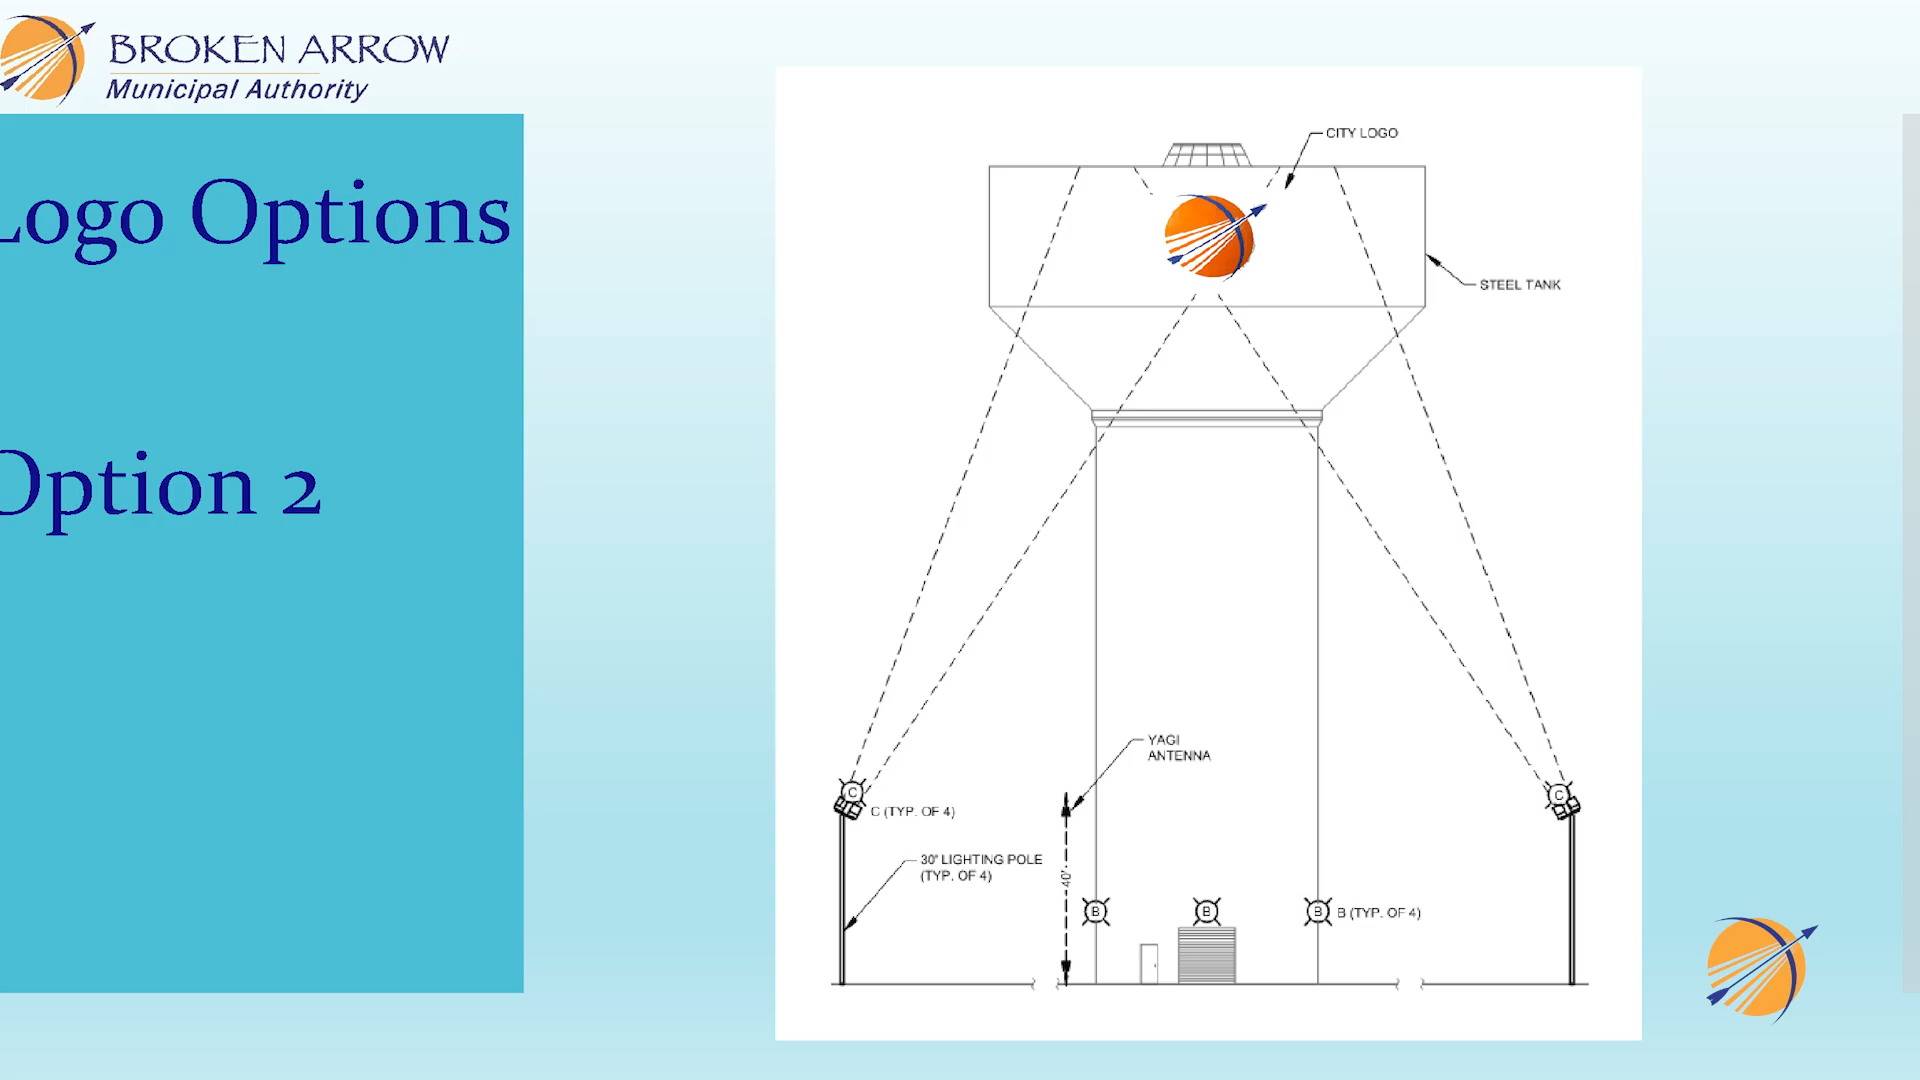 BROKEN ARROW
Municipal Authority
Logo Options
Option 2
CITY LOGO
STEEL TANK
YAGI
ANTENNA
C
C
C (TYP. OF 4)
30' LIGHTING POLE
(TYP. OF 4)
40'
B
B
B
B (TYP. OF 4)